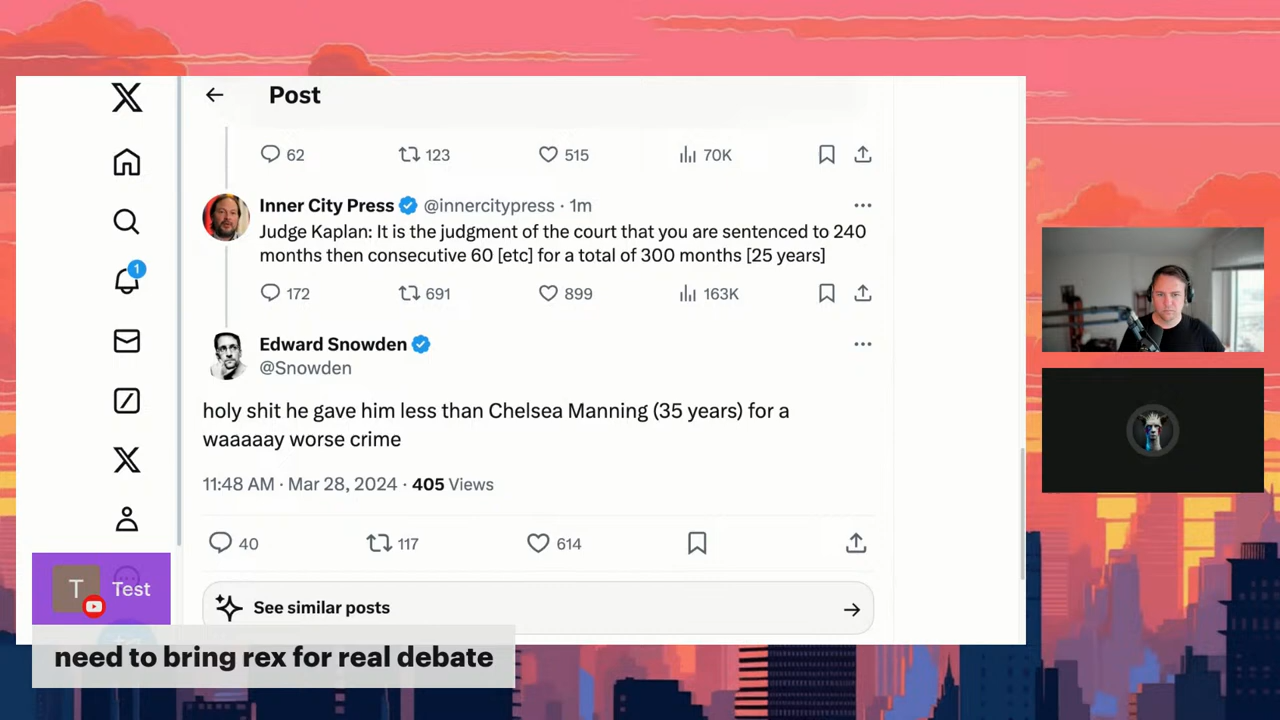 Post
62
123
515
70K
Inner City Press @innercitypress · 1m
Judge Kaplan: It is the judgment of the court that you are sentenced to 240
months then consecutive 60 [etc] for a total of 300 months [25 years]
172
691
899
163K
1
Edward Snowden
@Snowden
holy shit he gave him less than Chelsea Manning (35 years) for a
waaaaay worse crime
11:48 AM · Mar 28, 2024 · 405 Views
40
117
614
T
Test
See similar posts
need to bring rex for real debate